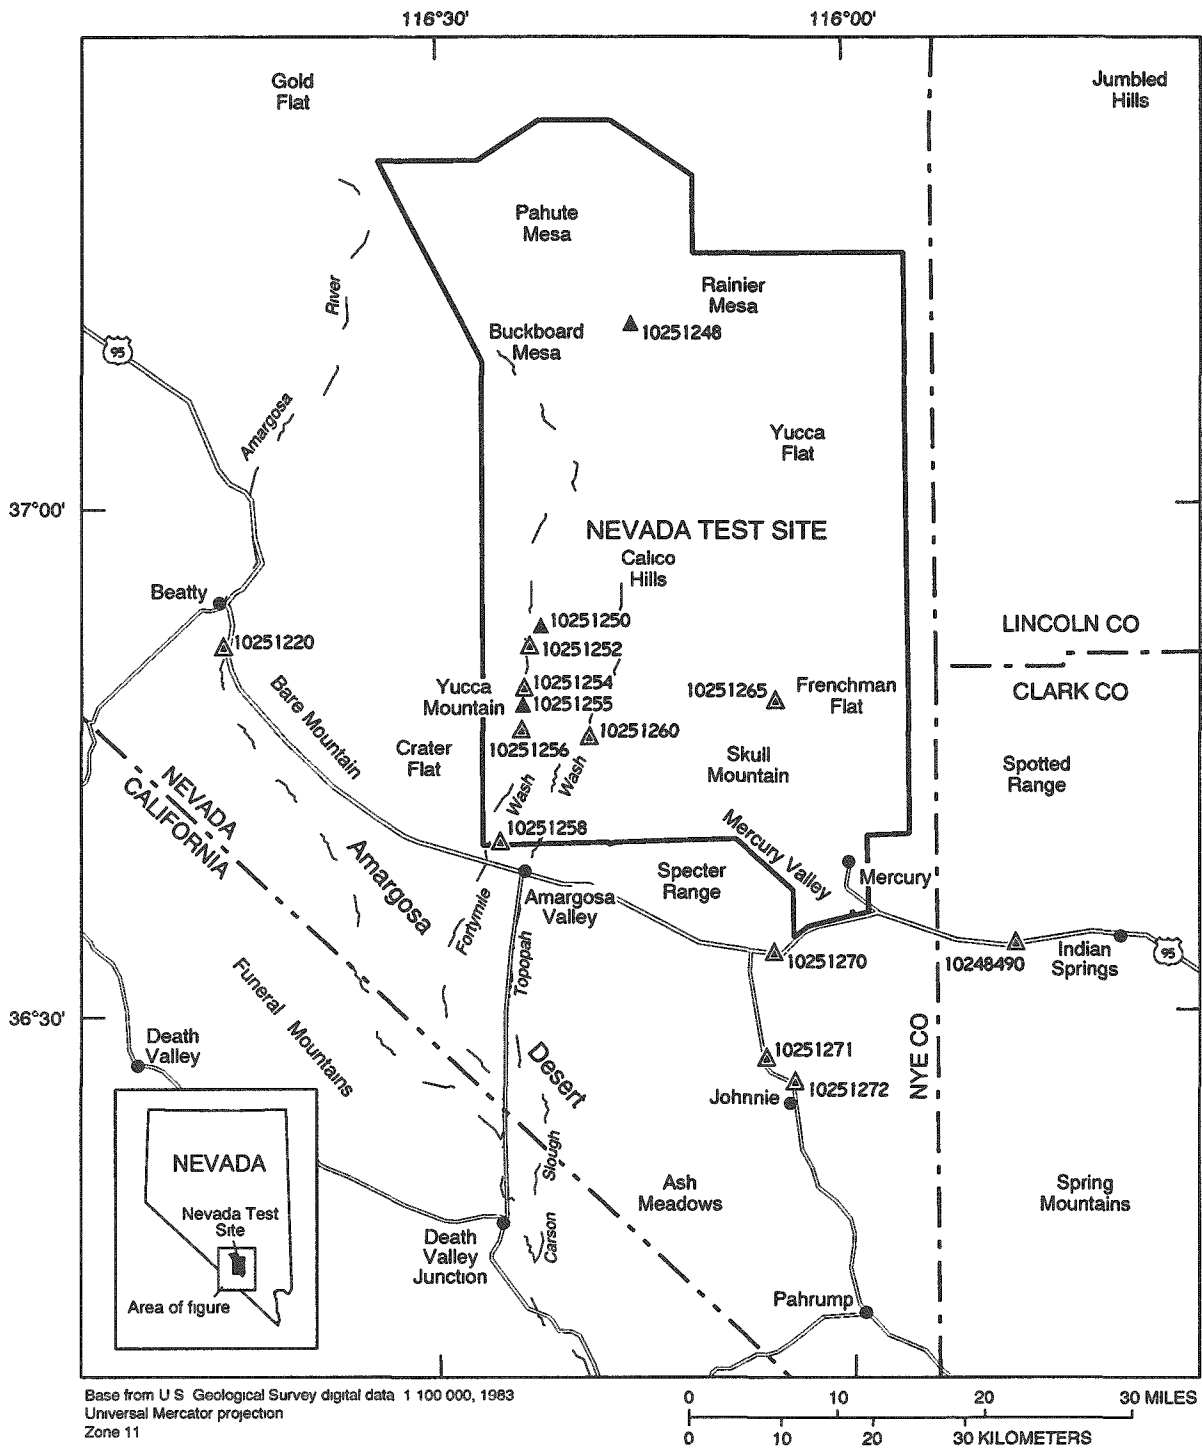 116°30'
116°00'
Gold
Flat
Jumbled
Hills
Pahute
Mesa
Rainier
Mesa
River
10251248
Buckboard
Mesa
95
Amargosa
Yucca
Flat
37°00'
NEVADA TEST SITE
Calico
Hills
Beatty
10251250
LINCOLN CO
10251220
10251252
CLARK CO
10251254
10251265
Frenchman
Flat
Yucca
Mountain
10251255
Bare Mountain
10251260
10251256
Crater
Flat
Skull
Mountain
Spotted
Range
Wash
Wash
NEVADA
CALIFORNIA
10251258
Mercury Valley
Amargosa
Specter
Range
Mercury
Amargosa
Valley
Fortymile
Topopah
10251270
10248490
Indian
Springs
95
Funeral Mountains
36°30'
Death
Valley
Desert
10251271
10251272
NYE CO
Johnnie
NEVADA
Slough
Ash
Meadows
Spring
Mountains
Nevada Test
Site
Carson
Death
Valley
Junction
Area of figure
Pahrump
Base from U S Geological Survey digital data 1 100 000, 1983
Universal Mercator projection
Zone 11
0 10 20 30 MILES
0 10 20 30 KILOMETERS